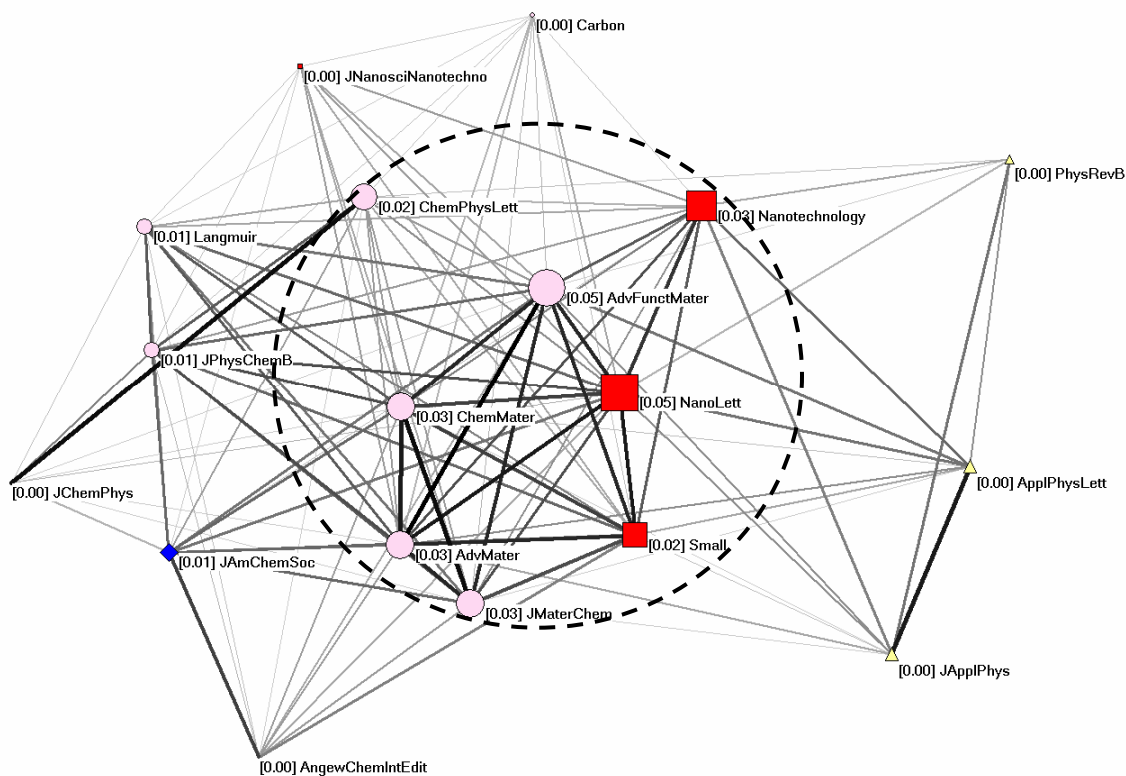 [0.00] Carbon
[0.00] JNanosciNanotechno
[0.00] PhysRevB
[0.02] ChemPhysLett
[0.03] Nanotechnology
[0.01] Langmuir
[0.05] AdvFunctMater
[0.01] JPhysChemB
[0.05] NanoLett
[0.03] ChemMater
[0.00] ApplPhysLett
[0.00] JChemPhys
[0.02] Small
[0.03] AdvMater
[0.01] JAmChemSoc
[0.03] JMaterChem
[0.00] JApplPhys
[0.00] AngewChemIntEdit